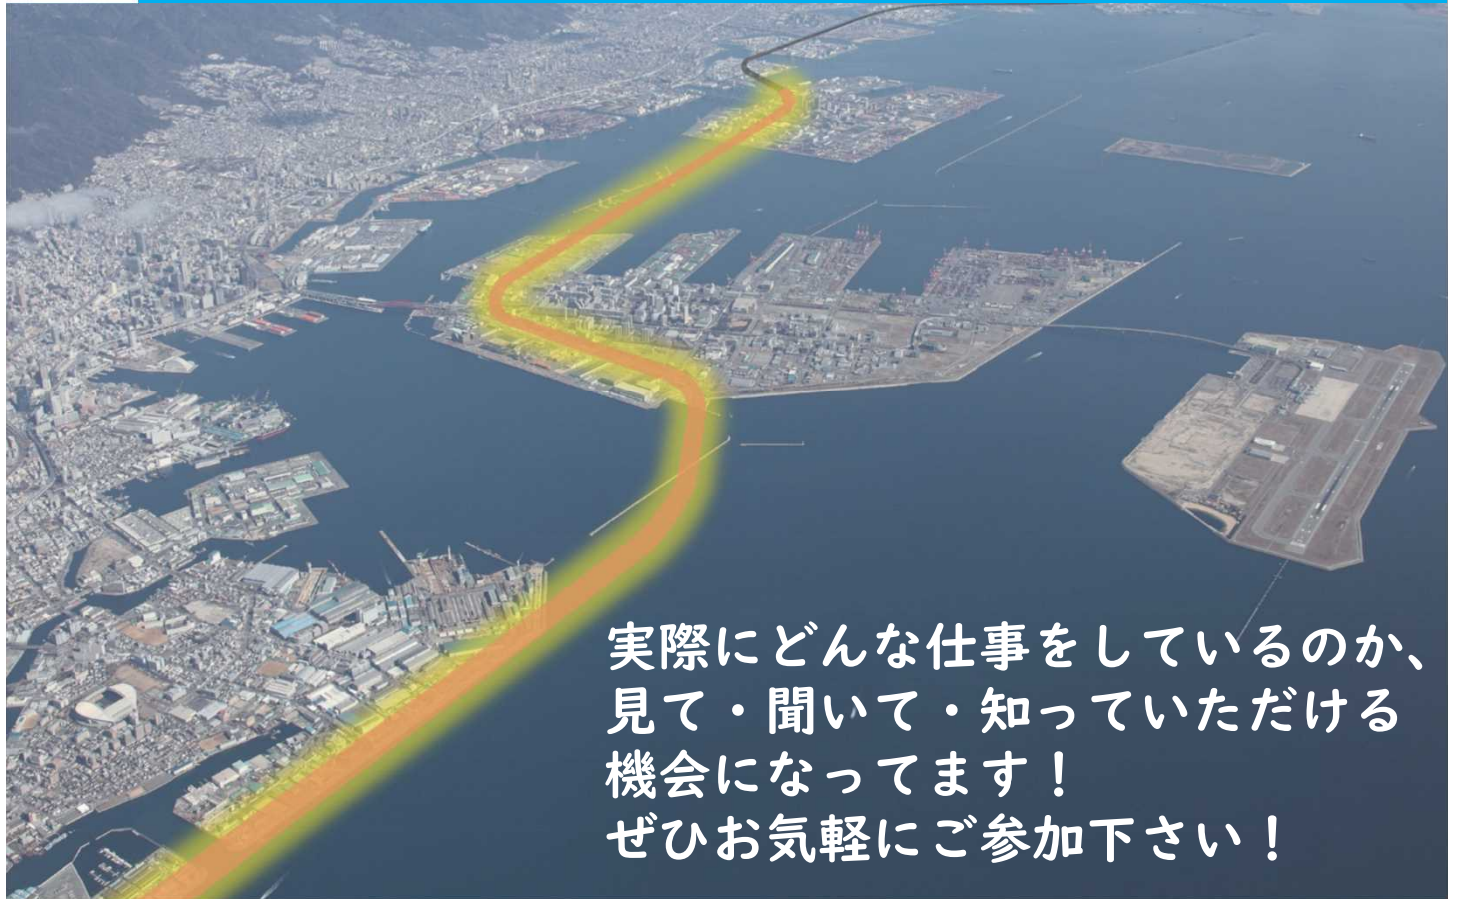 実際にどんな仕事をしているのか、
見て・聞いて・知っていただける
機会になってます！
ぜひお気軽にご参加下さい！